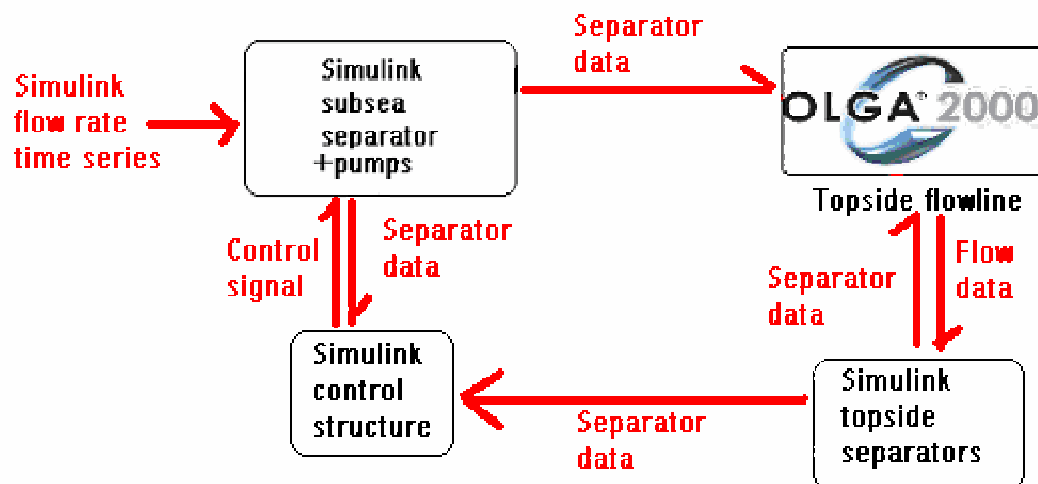 Simulink
flow rate
time series
Simulink
subsea
separator
+pumps
Separator
data
OLGA® 2000
Topside flowline
Control
signal
Separator
data
Separator
data
Flow
data
Simulink
control
structure
Separator
data
Simulink
topside
separators